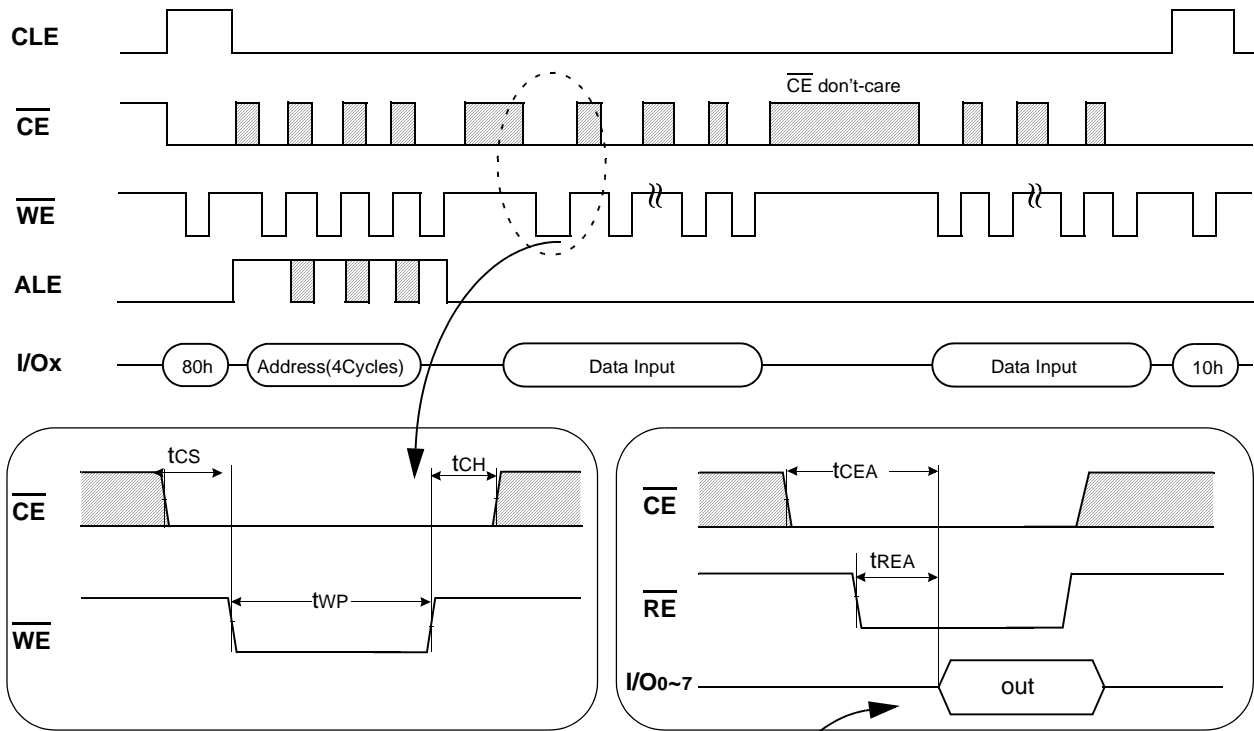 CLE
CE don't-care
CE
WE
ALE
I/Ox
80h
Address(4Cycles)
Data Input
Data Input
10h
tCS
tCH
CE
tWP
WE
tCEA
CE
tREA
RE
I/O0~7
out